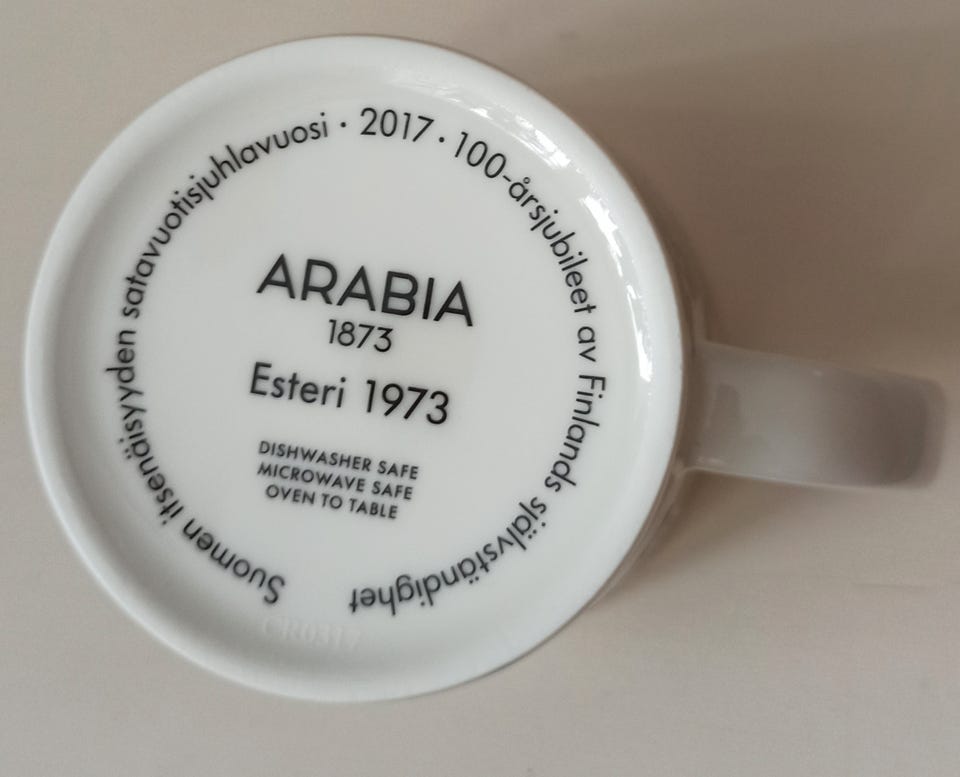 Suomen itsenäisyyden satavuotisjuhlavuosi · 2017 · 100-årsjubileet av Finlands självständighet
ARABIA
1873
Esteri 1973
DISHWASHER SAFE
MICROWAVE SAFE
OVEN TO TABLE
CR0317